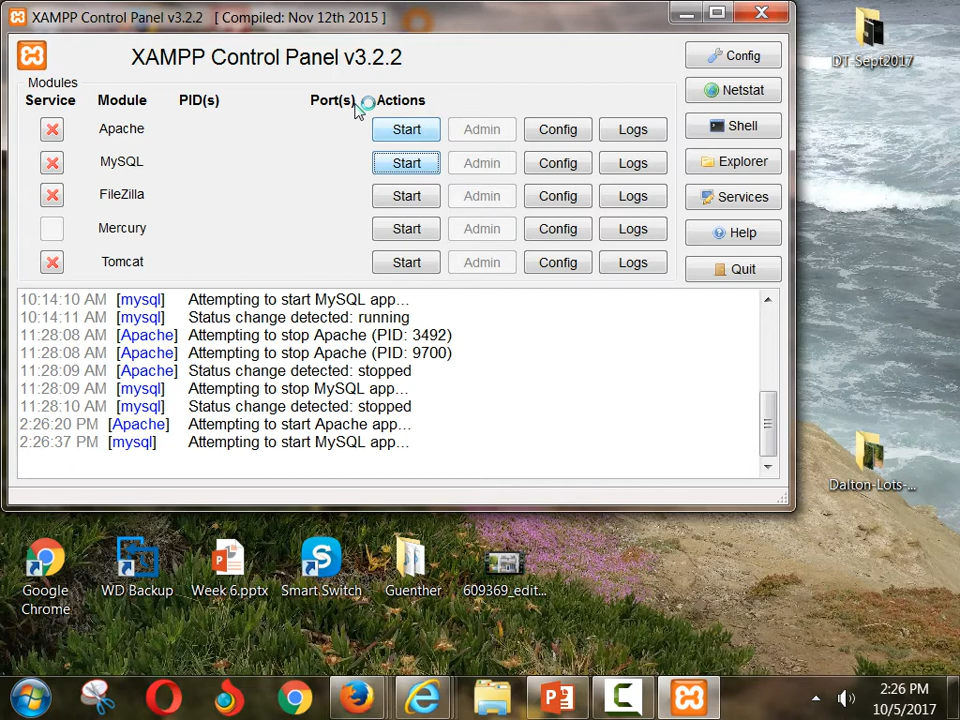 XAMPP Control Panel v3.2.2 [ Compiled: Nov 12th 2015 ]
XAMPP Control Panel v3.2.2
Config
Modules
Service Module PID(s) Port(s) Actions
Netstat
Apache Start Admin Config Logs
Shell
MySQL Start Admin Config Logs
Explorer
FileZilla Start Admin Config Logs
Services
Mercury Start Admin Config Logs
Help
Tomcat Start Admin Config Logs
Quit
10:14:10 AM [mysql] Attempting to start MySQL app...
10:14:11 AM [mysql] Status change detected: running
11:28:08 AM [Apache] Attempting to stop Apache (PID: 3492)
11:28:08 AM [Apache] Attempting to stop Apache (PID: 9700)
11:28:09 AM [Apache] Status change detected: stopped
11:28:09 AM [mysql] Attempting to stop MySQL app...
11:28:10 AM [mysql] Status change detected: stopped
2:26:20 PM [Apache] Attempting to start Apache app...
2:26:37 PM [mysql] Attempting to start MySQL app...
DT-Sept2017
Dalton-Lots-...
Google
Chrome
WD Backup
Week 6.pptx
Smart Switch
Guenther
609369_edit...
2:26 PM
10/5/2017